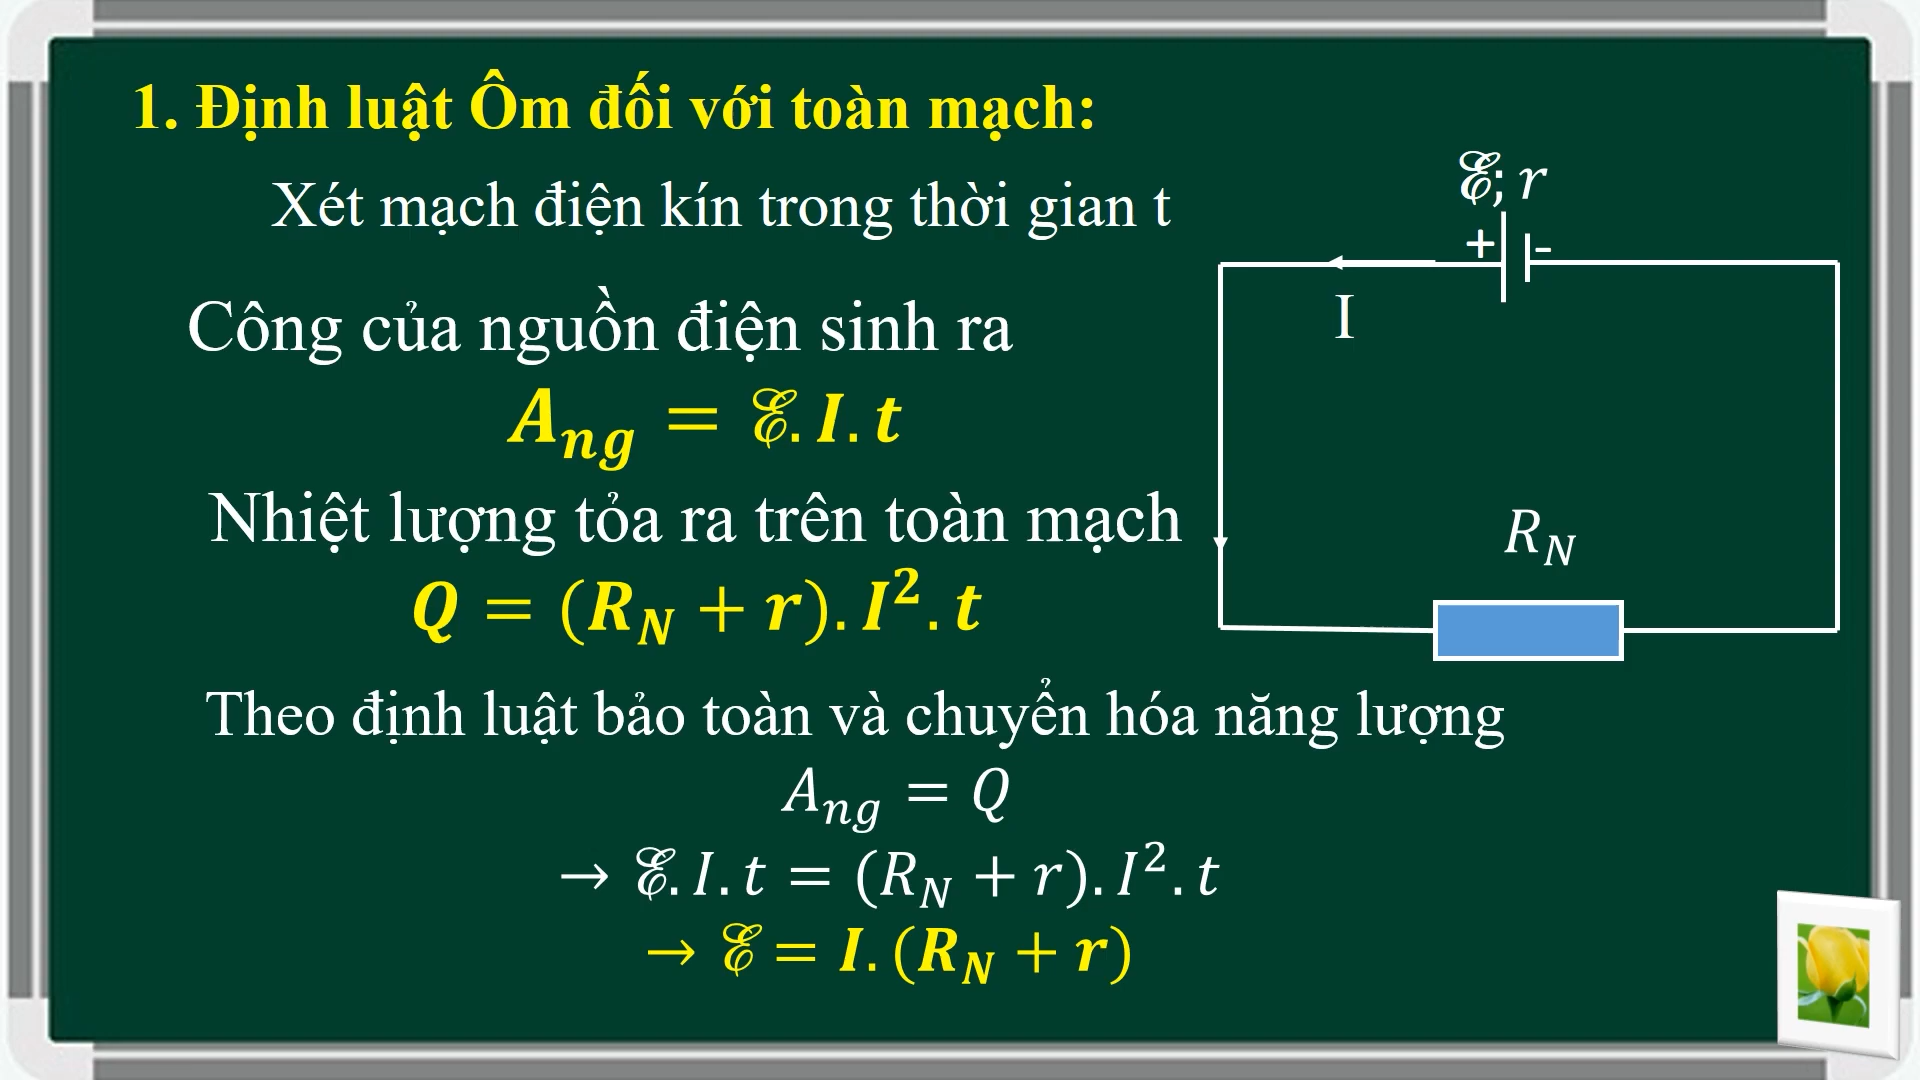 1. Định luật Ôm đối với toàn mạch:
Xét mạch điện kín trong thời gian t
Công của nguồn điện sinh ra
A_ng = ℰ.I.t
Nhiệt lượng tỏa ra trên toàn mạch
Q = (R_N + r).I².t
Theo định luật bảo toàn và chuyển hóa năng lượng
A_ng = Q
→ ℰ.I.t = (R_N + r).I².t
→ ℰ = I.(R_N + r)
ℰ; r
+ -
I
R_N